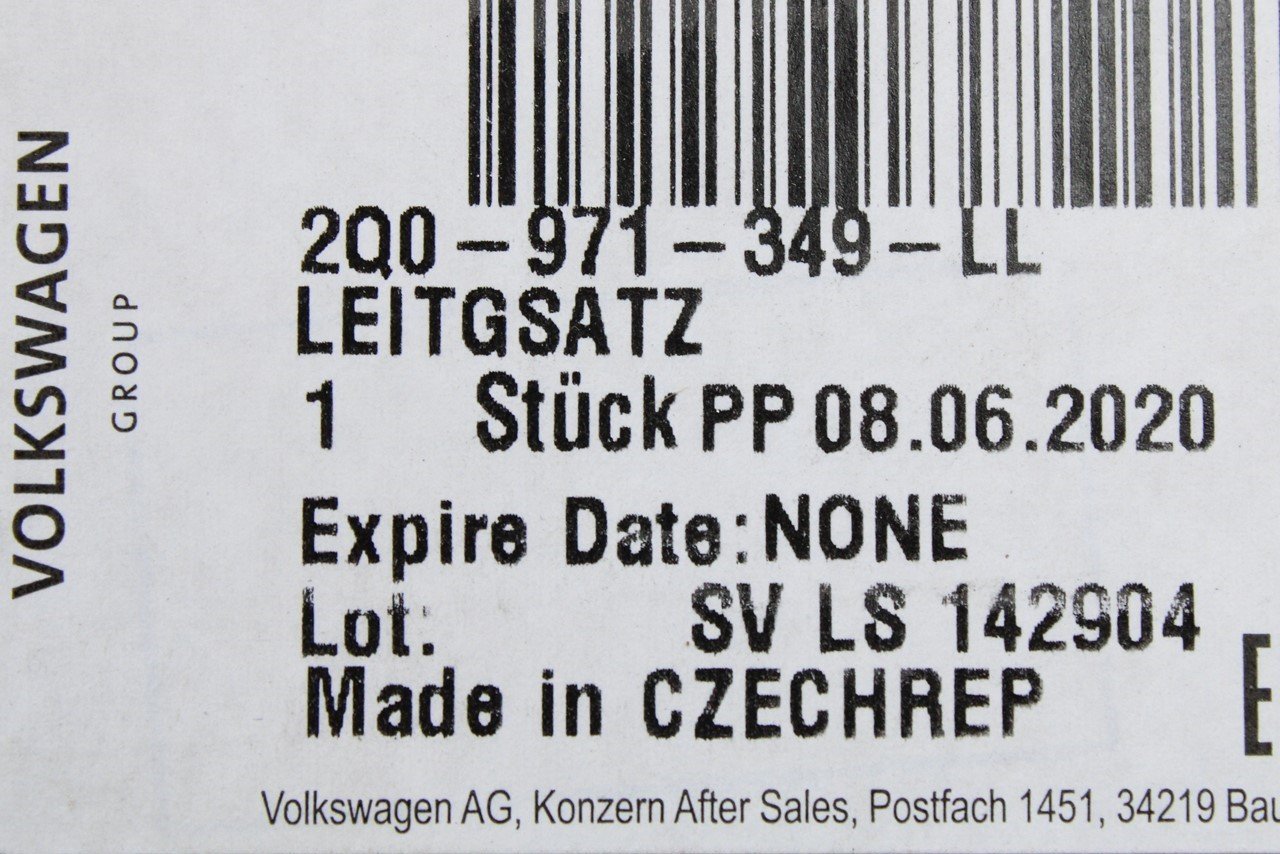 VOLKSWAGEN
GROUP
2Q0-971-349-LL
LEITGSATZ
1 Stück PP 08.06.2020
Expire Date:NONE
Lot: SV LS 142904
Made in CZECHREP
Volkswagen AG, Konzern After Sales, Postfach 1451, 34219